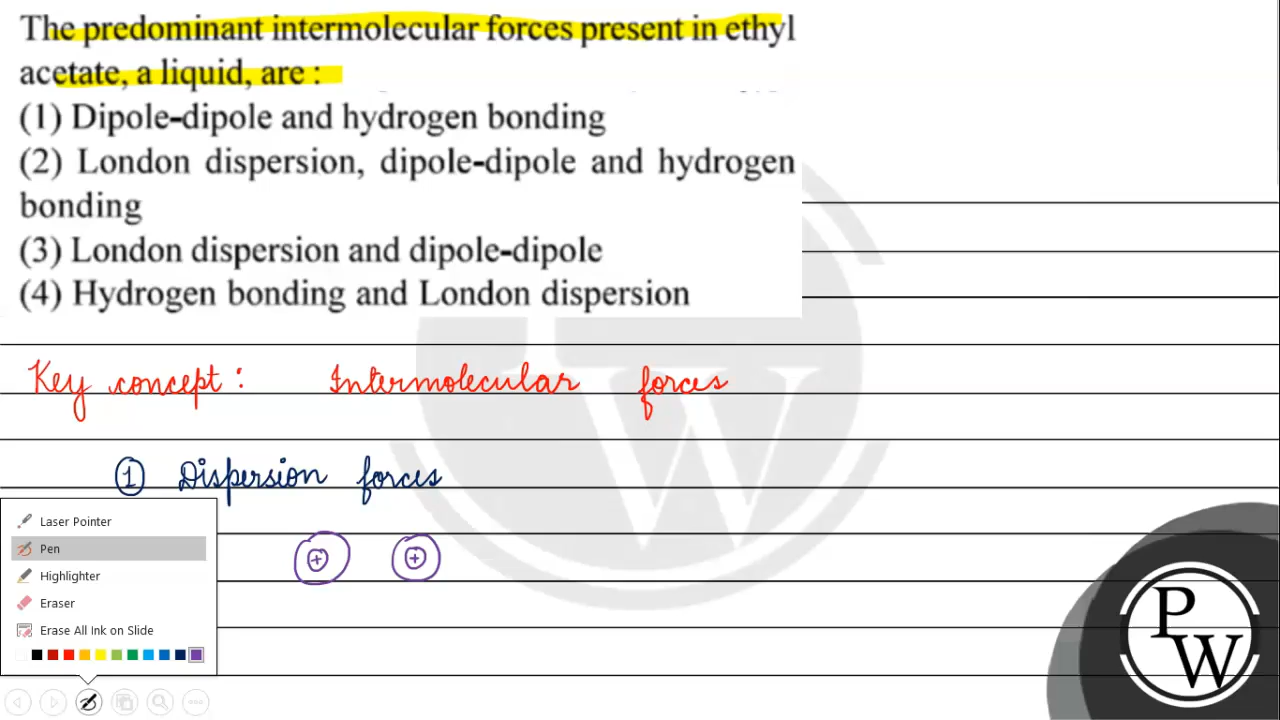 The predominant intermolecular forces present in ethyl
acetate, a liquid, are :
(1) Dipole-dipole and hydrogen bonding
(2) London dispersion, dipole-dipole and hydrogen
bonding
(3) London dispersion and dipole-dipole
(4) Hydrogen bonding and London dispersion
Key concept: Intermolecular forces
① Dispersion forces
+ +
Laser Pointer
Pen
Highlighter
Eraser
Erase All Ink on Slide
P
W